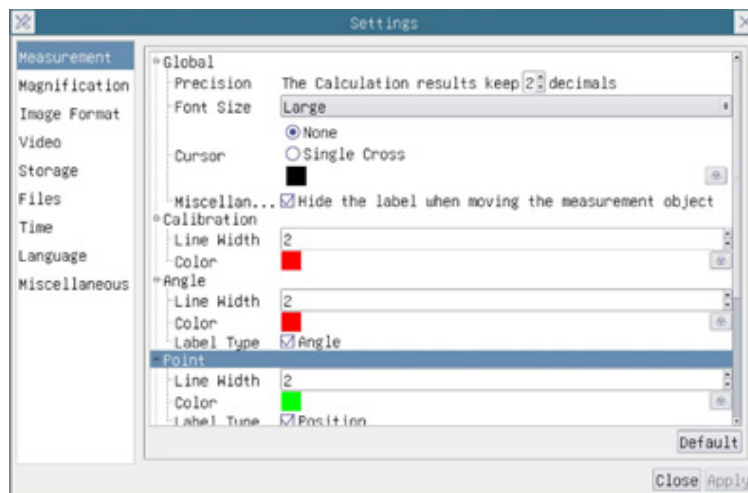 Settings
Measurement
Magnification
Image Format
Video
Storage
Files
Time
Language
Miscellaneous
Global
Precision The Calculation results keep 2 decimals
Font Size Large
None
Cursor Single Cross
Miscellan... Hide the label when moving the measurement object
Calibration
Line Width 2
Color
Angle
Line Width 2
Color
Label Type Angle
Point
Line Width 2
Color
Label Type Position
Default
Close Apply